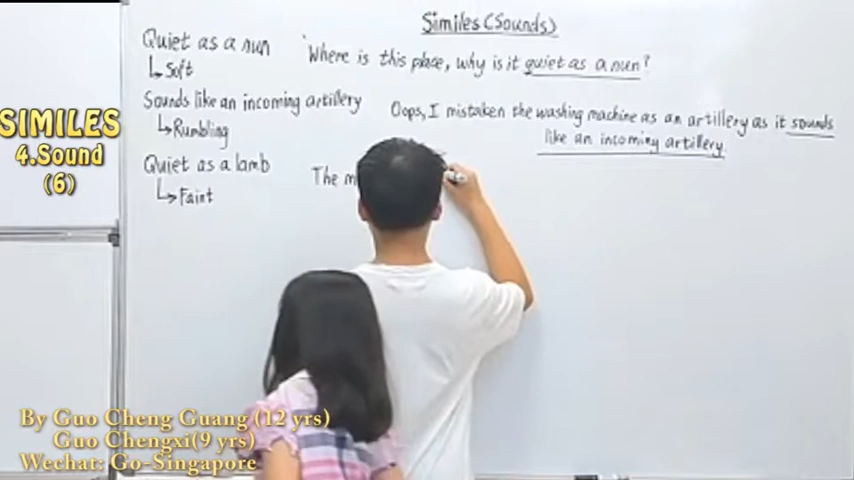 Similes (Sounds)
Quiet as a nun
Soft
'Where is this place, why is it quiet as a nun?
Sounds like an incoming artillery
Rumbling
Oops, I mistaken the washing machine as an artillery as it sounds
like an incoming artillery.
Quiet as a lamb
Faint
The m
SIMILES
4.Sound
(6)
By Guo Cheng Guang (12 yrs)
Guo Chengxi(9 yrs)
Wechat: Go-Singapore